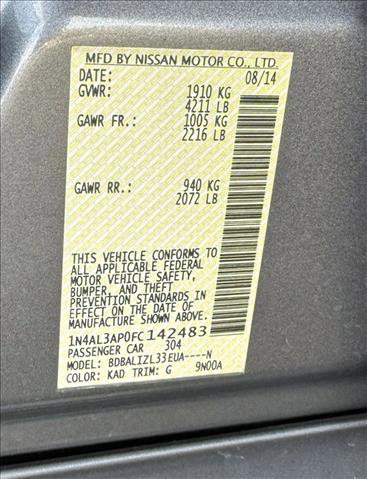 MFD BY NISSAN MOTOR CO., LTD.
DATE: 08/14
GVWR: 1910 KG
4211 LB
GAWR FR.: 1005 KG
2216 LB
GAWR RR.: 940 KG
2072 LB
THIS VEHICLE CONFORMS TO
ALL APPLICABLE FEDERAL
MOTOR VEHICLE SAFETY,
BUMPER, AND THEFT
PREVENTION STANDARDS IN
EFFECT ON THE DATE OF
MANUFACTURE SHOWN ABOVE.
1N4AL3AP0FC142483
PASSENGER CAR 304
MODEL: BDBALIZL33EUA----N
COLOR: KAD TRIM: G 9N00A